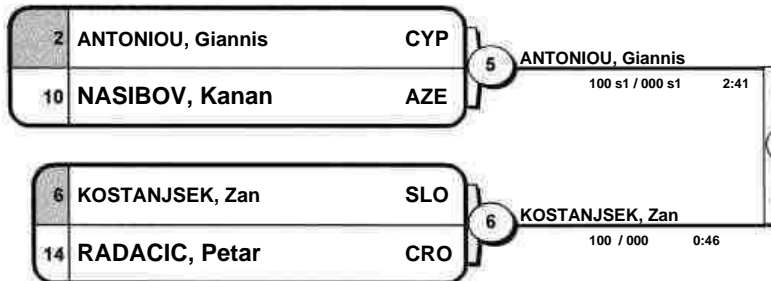 2 ANTONIOU, Giannis CYP
5 ANTONIOU, Giannis
100 s1 / 000 s1 2:41
10 NASIBOV, Kanan AZE
6 KOSTANJSEK, Zan SLO
6 KOSTANJSEK, Zan
100 / 000 0:46
14 RADACIC, Petar CRO